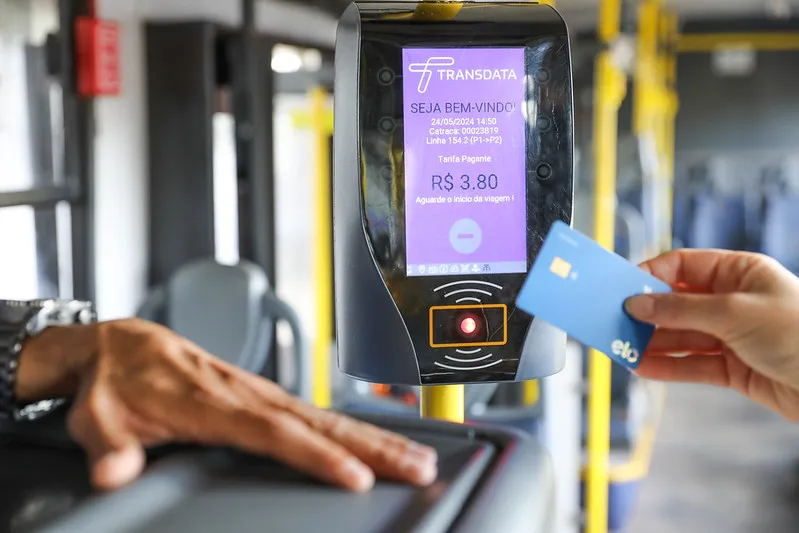 TRANSDATA
SEJA BEM-VINDO!
24/05/2024 14:50
Catraca: 00023819
Linha 154.2 (P1->P2)
Tarifa Pagante
R$ 3.80
Aguarde o início da viagem !
elo